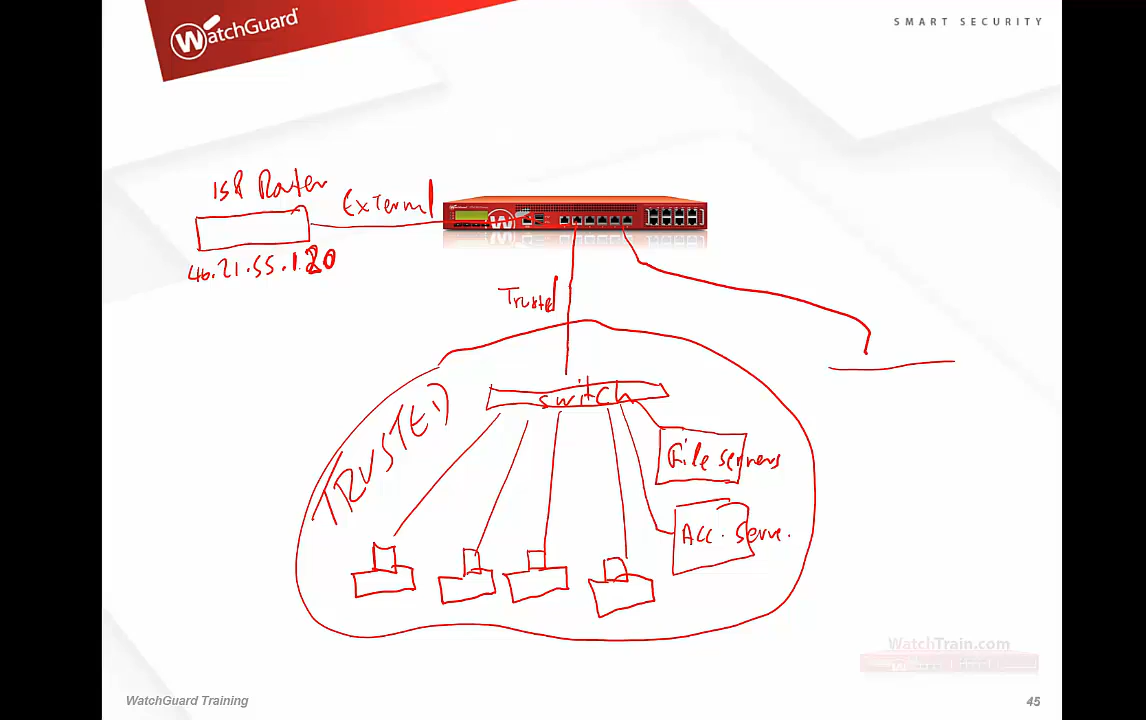 WatchGuard
SMART SECURITY
ISP Router
External
46.21.55.120
Trusted
switch
TRUSTED
File servers
Acc. Serve.
WatchTrain.com
WatchGuard Training
45